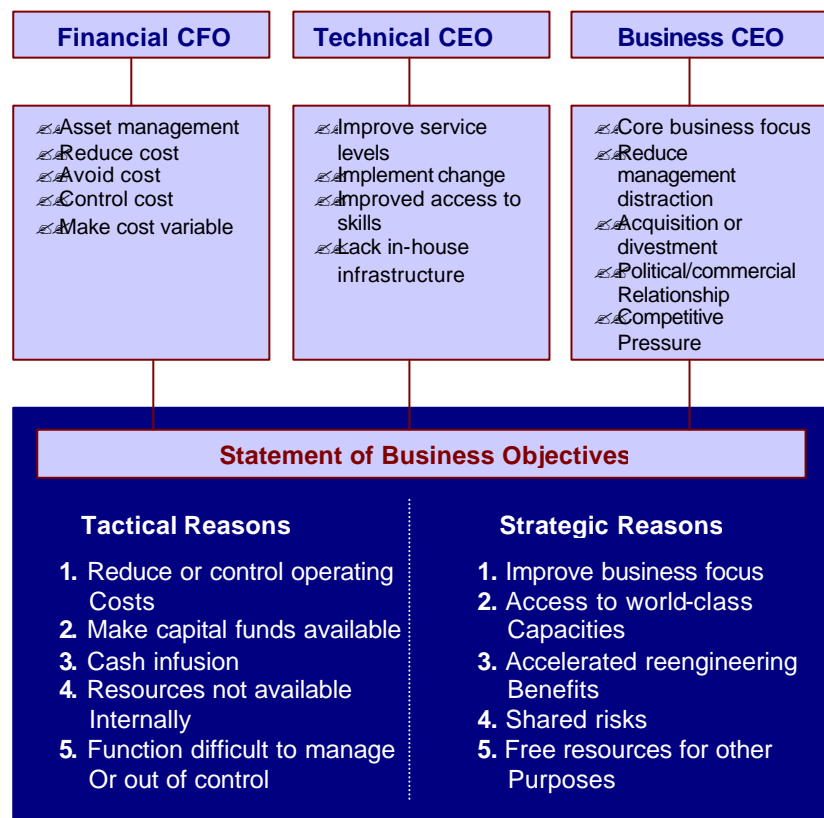 Financial CFO
Asset management
Reduce cost
Avoid cost
Control cost
Make cost variable
Technical CEO
Improve service
levels
Implement change
Improved access to
skills
Lack in-house
infrastructure
Business CEO
Core business focus
Reduce
management
distraction
Acquisition or
divestment
Political/commercial
Relationship
Competitive
Pressure
Statement of Business Objectives
Tactical Reasons
1. Reduce or control operating
Costs
2. Make capital funds available
3. Cash infusion
4. Resources not available
Internally
5. Function difficult to manage
Or out of control
Strategic Reasons
1. Improve business focus
2. Access to world-class
Capacities
3. Accelerated reengineering
Benefits
4. Shared risks
5. Free resources for other
Purposes